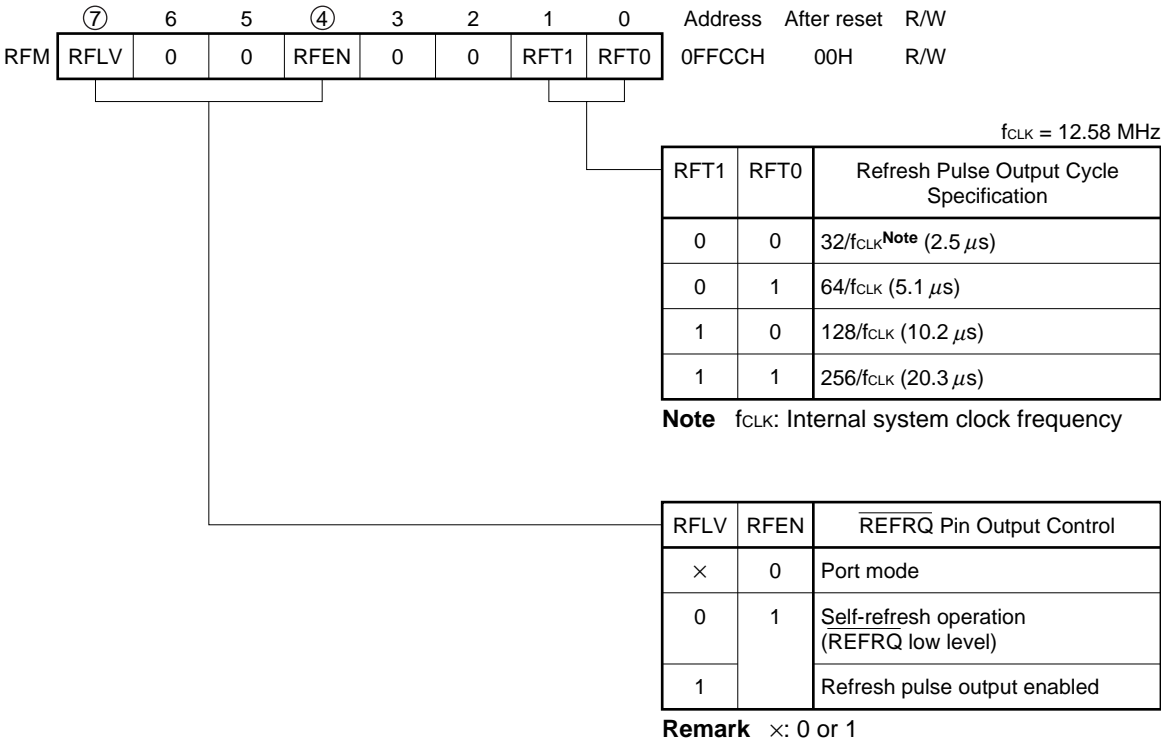 ⑦ 6 5 ④ 3 2 1 0 Address After reset R/W
RFM RFLV 0 0 RFEN 0 0 RFT1 RFT0 0FFCCH 00H R/W
fCLK = 12.58 MHz
RFT1 RFT0 Refresh Pulse Output Cycle
Specification
0 0 32/fCLKNote (2.5 µs)
0 1 64/fCLK (5.1 µs)
1 0 128/fCLK (10.2 µs)
1 1 256/fCLK (20.3 µs)
Note fCLK: Internal system clock frequency
RFLV RFEN REFRQ Pin Output Control
× 0 Port mode
0 1 Self-refresh operation
(REFRQ low level)
1 Refresh pulse output enabled
Remark ×: 0 or 1